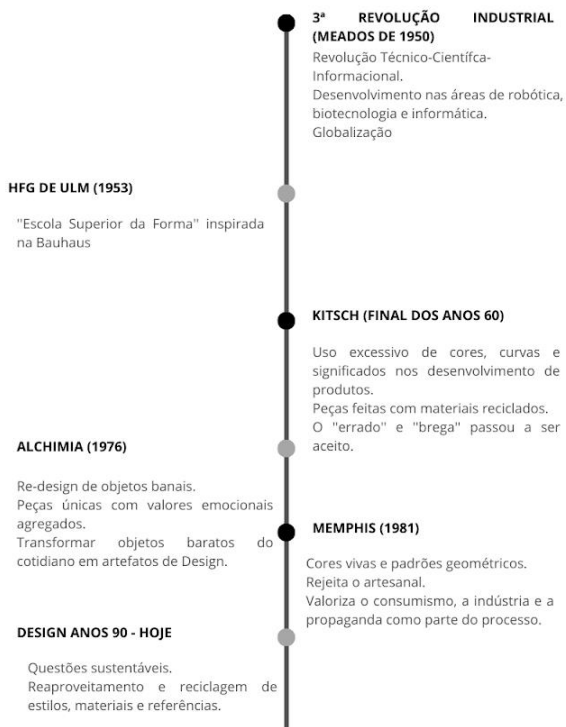 3ª REVOLUÇÃO INDUSTRIAL
(MEADOS DE 1950)
Revolução Técnico-Científca-
Informacional.
Desenvolvimento nas áreas de robótica,
biotecnologia e informática.
Globalização
HFG DE ULM (1953)
"Escola Superior da Forma" inspirada
na Bauhaus
KITSCH (FINAL DOS ANOS 60)
Uso excessivo de cores, curvas e
significados nos desenvolvimento de
produtos.
Peças feitas com materiais reciclados.
O "errado" e "brega" passou a ser
aceito.
ALCHIMIA (1976)
Re-design de objetos banais.
Peças únicas com valores emocionais
agregados.
Transformar objetos baratos do
cotidiano em artefatos de Design.
MEMPHIS (1981)
Cores vivas e padrões geométricos.
Rejeita o artesanal.
Valoriza o consumismo, a indústria e a
propaganda como parte do processo.
DESIGN ANOS 90 - HOJE
Questões sustentáveis.
Reaproveitamento e reciclagem de
estilos, materiais e referências.